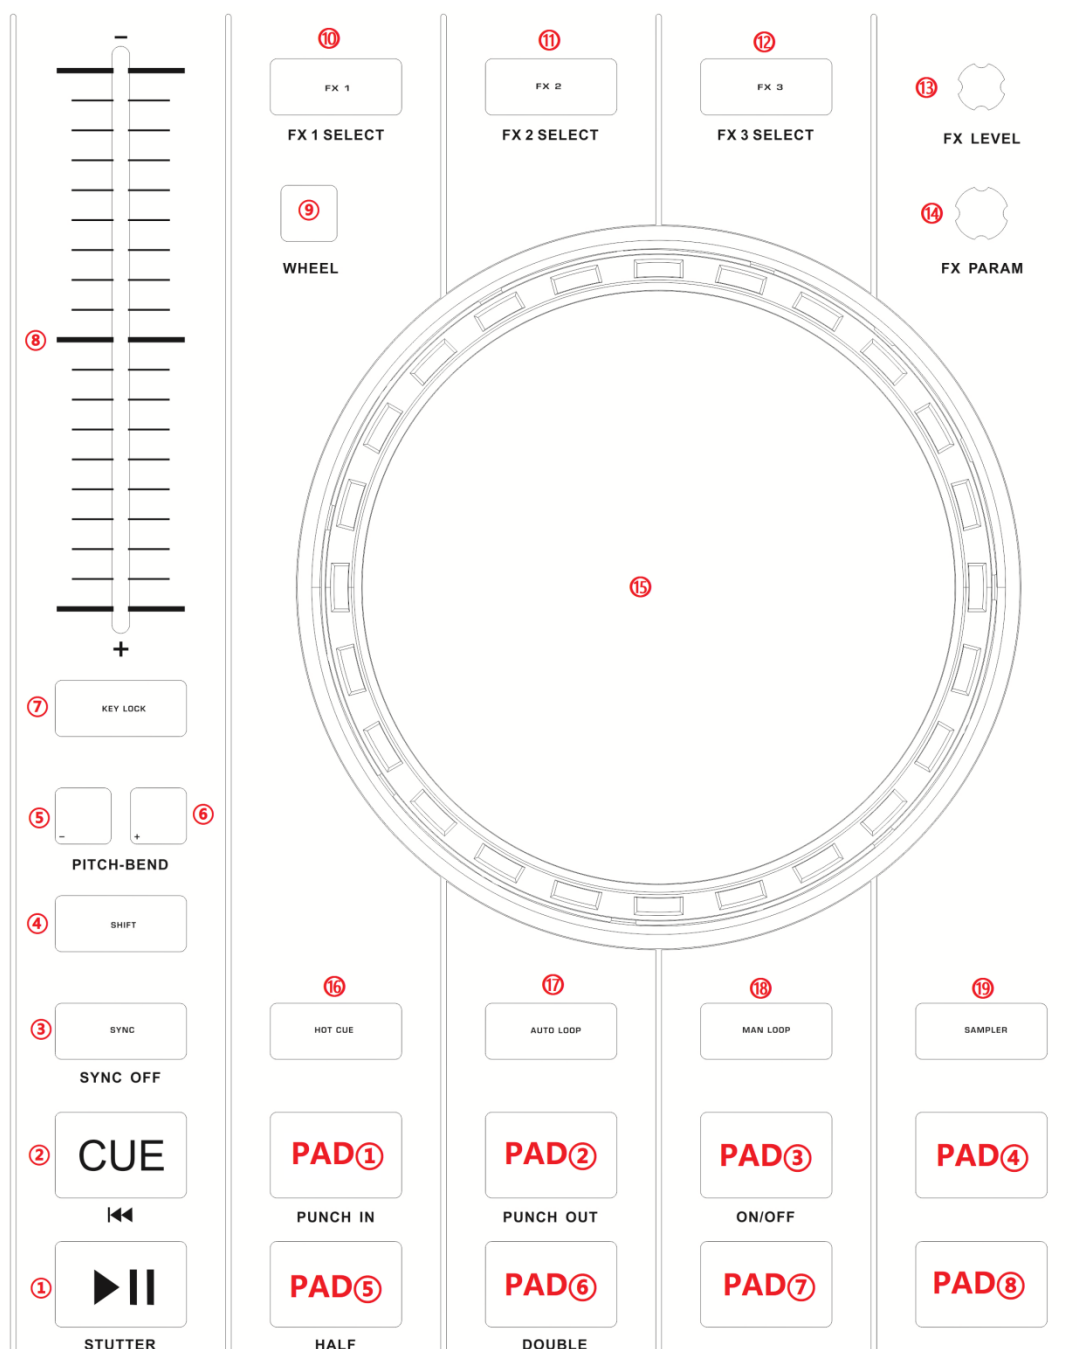 −
⑩ ⑪ ⑫
FX 1 FX 2 FX 3 ⑬
FX 1 SELECT FX 2 SELECT FX 3 SELECT FX LEVEL
⑨ ⑭
WHEEL FX PARAM
⑧
⑮
+
⑦ KEY LOCK
⑤ − + ⑥
PITCH-BEND
④ SHIFT
⑯ ⑰ ⑱ ⑲
③ SYNC HOT CUE AUTO LOOP MAN LOOP SAMPLER
SYNC OFF
② CUE PAD① PAD② PAD③ PAD④
PUNCH IN PUNCH OUT ON/OFF
① PAD⑤ PAD⑥ PAD⑦ PAD⑧
STUTTER HALF DOUBLE